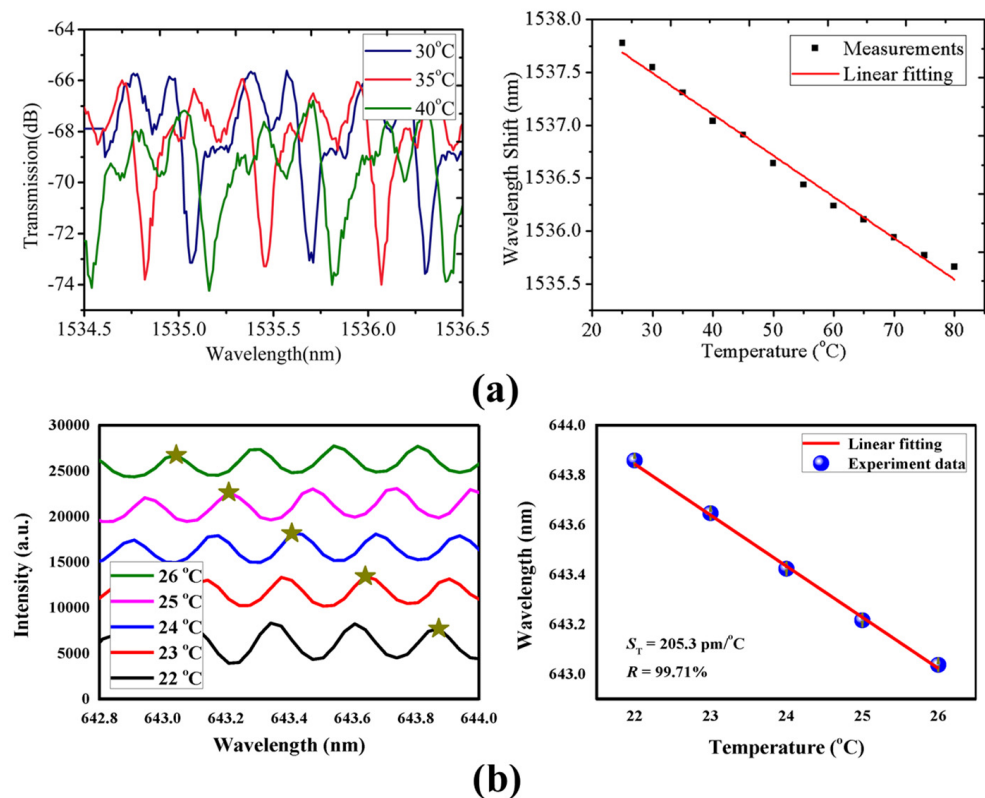 -64
-66
-68
-70
-72
-74
-76
Transmission(dB)
30°C
35°C
40°C
1534.5 1535.0 1535.5 1536.0 1536.5
Wavelength(nm)
1538.0
1537.5
1537.0
1536.5
1536.0
1535.5
Wavelength Shift (nm)
Measurements
Linear fitting
20 30 40 50 60 70 80
Temperature (°C)
(a)
30000
25000
20000
15000
10000
5000
0
Intensity (a.u.)
26 °C
25 °C
24 °C
23 °C
22 °C
642.8 643.0 643.2 643.4 643.6 643.8 644.0
Wavelength (nm)
644.0
643.8
643.6
643.4
643.2
643.0
Wavelength (nm)
Linear fitting
Experiment data
S_T = 205.3 pm/°C
R = 99.71%
22 23 24 25 26
Temperature (°C)
(b)